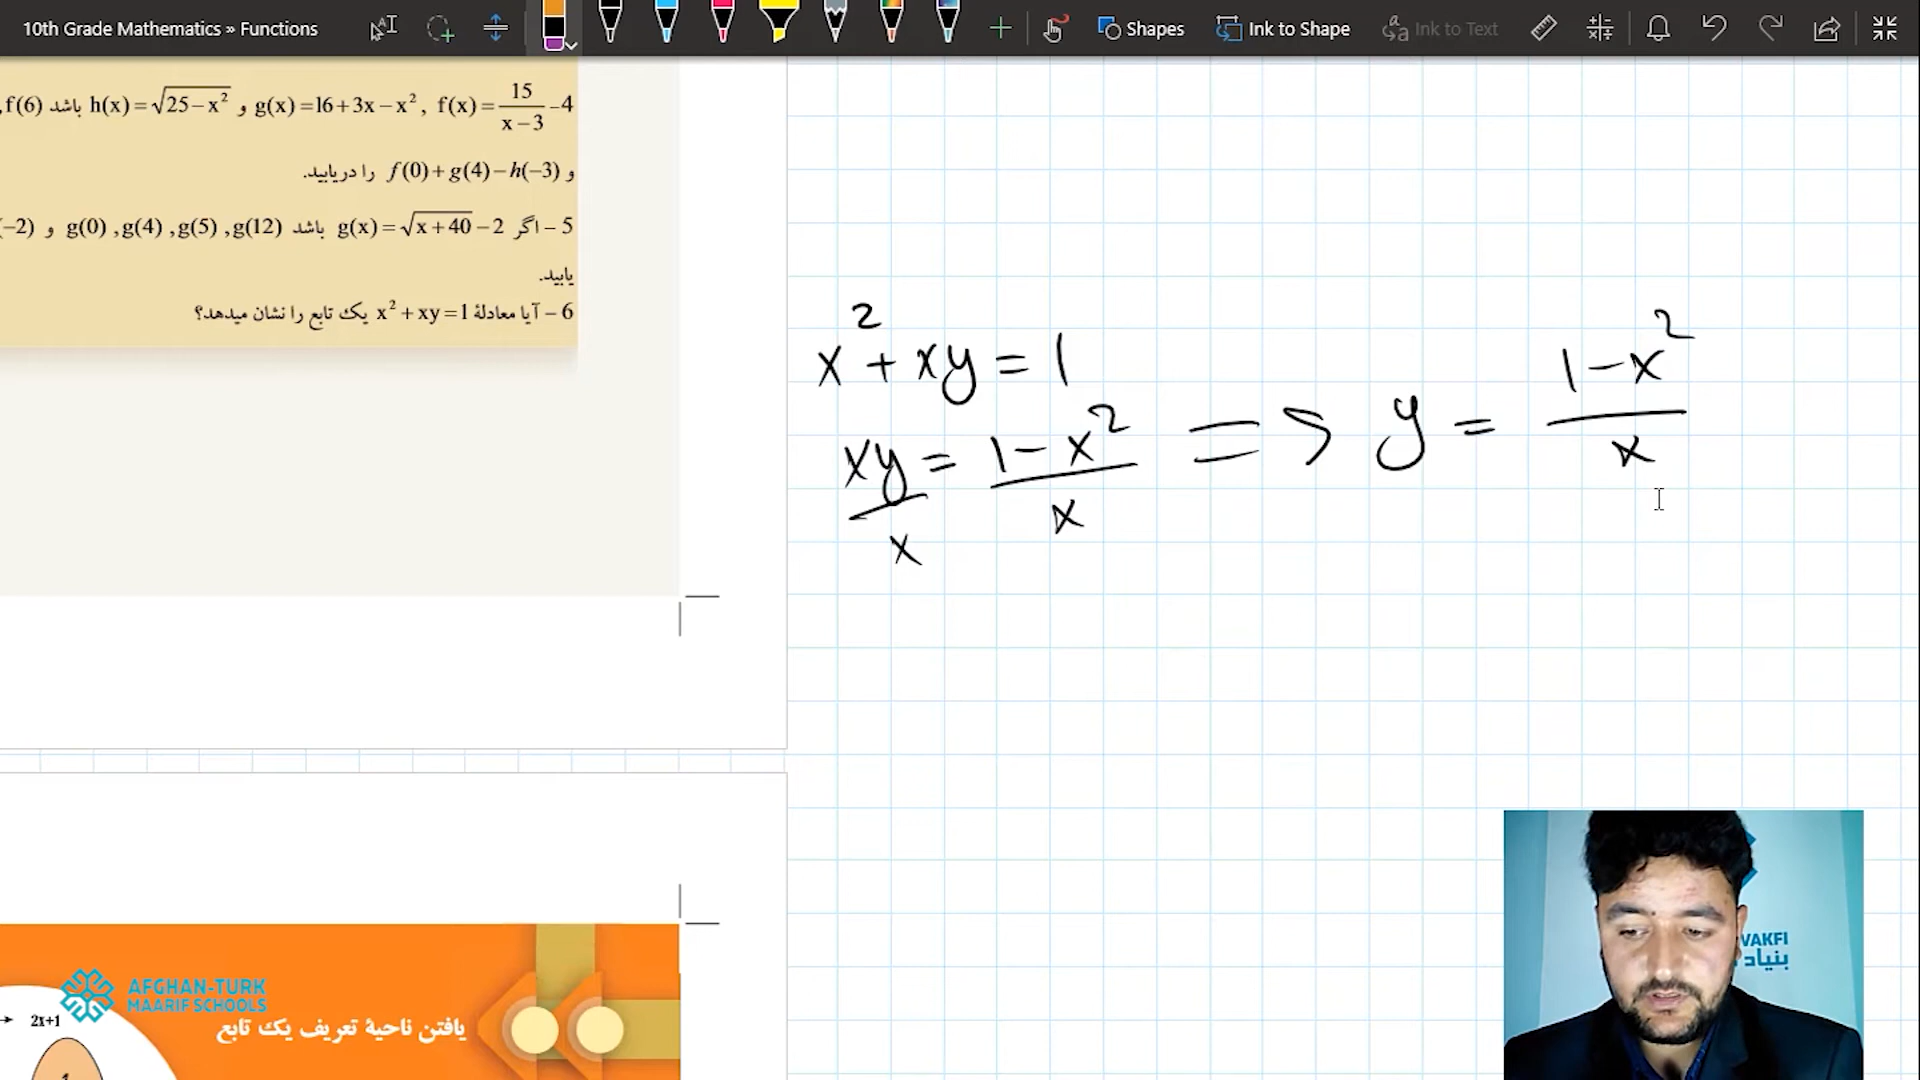 10th Grade Mathematics » Functions
Shapes
Ink to Shape
Ink to Text
4– f(x) = 15/(x−3) , g(x) = 16+3x−x² و h(x) = √(25−x²) باشد f(6) ,
و f(0)+g(4)−h(−3) را دریابید.
5 – اگر g(x) = √(x+40) −2 باشد g(0) ,g(4) ,g(5) ,g(12) و (−2)
یابید.
6 – آیا معادلهٔ x² + xy = 1 یک تابع را نشان میدهد؟
x² + xy = 1
xy/x = (1−x²)/x => y = (1−x²)/x
AFGHAN-TURK
MAARIF SCHOOLS
یافتن ناحیهٔ تعریف یک تابع
2x+1
VAKFI
بنیاد